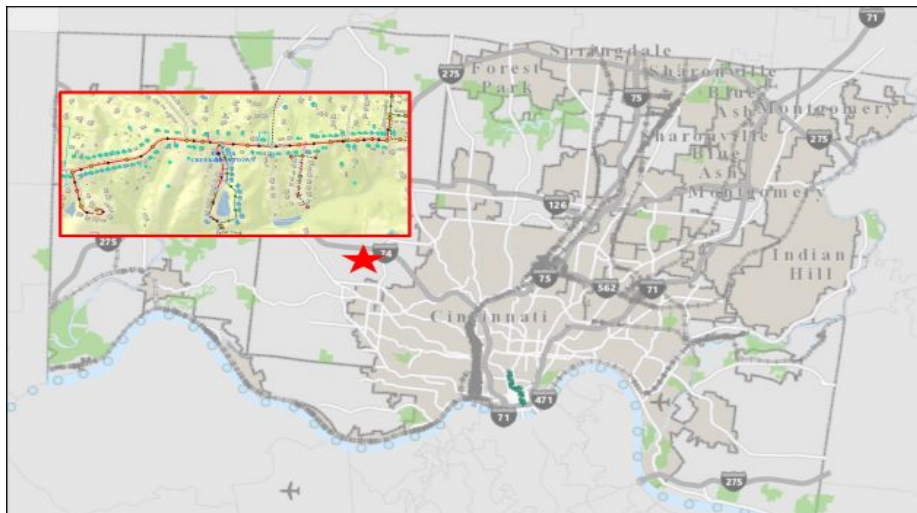 71
Springdale
275
Forest
Park
Sharonville
75
Blue
Ash
Montgomery
Sharonville
275
Blue
Ash
Montgomery
126
275
74
Indian
Hill
75
562
71
Cincinnati
471
71
275